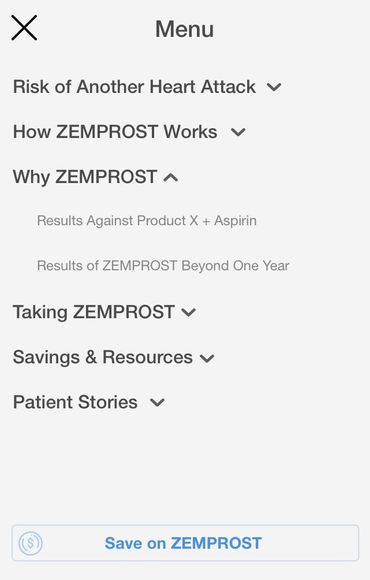 Menu
Risk of Another Heart Attack
How ZEMPROST Works
Why ZEMPROST
Results Against Product X + Aspirin
Results of ZEMPROST Beyond One Year
Taking ZEMPROST
Savings & Resources
Patient Stories
$ Save on ZEMPROST